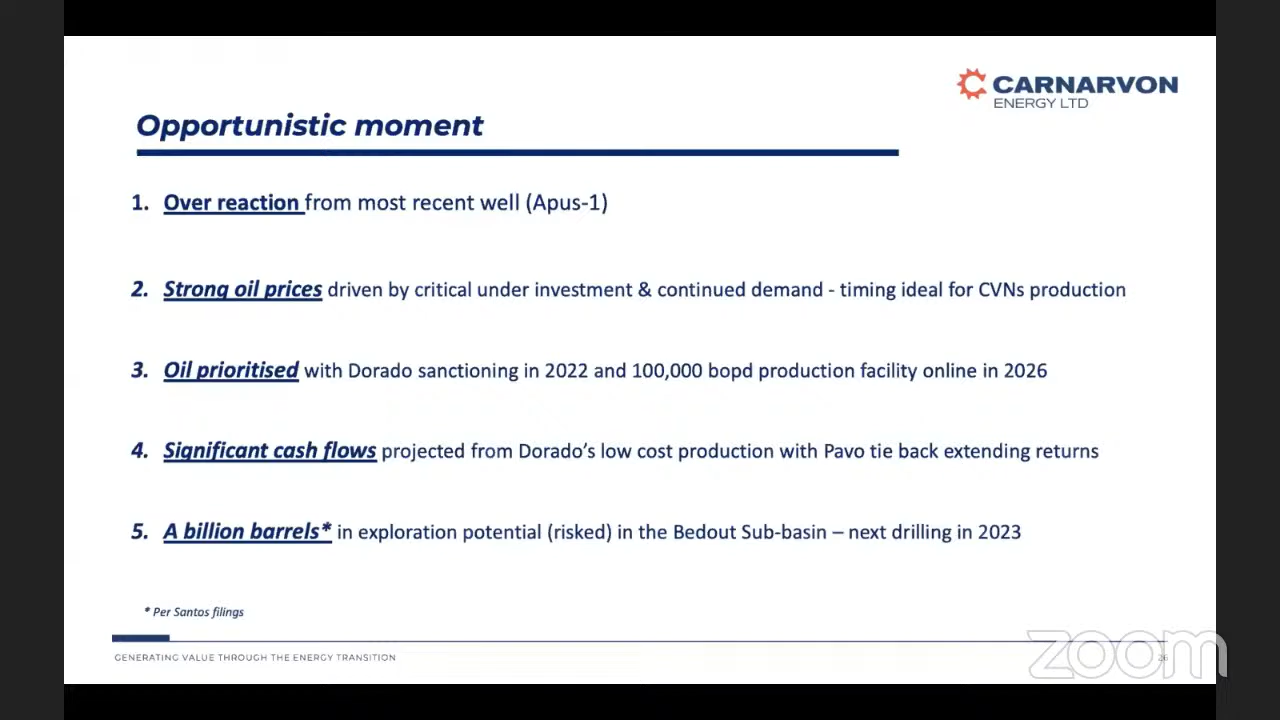 CARNARVON
ENERGY LTD
Opportunistic moment
1. Over reaction from most recent well (Apus-1)
2. Strong oil prices driven by critical under investment & continued demand - timing ideal for CVNs production
3. Oil prioritised with Dorado sanctioning in 2022 and 100,000 bopd production facility online in 2026
4. Significant cash flows projected from Dorado's low cost production with Pavo tie back extending returns
5. A billion barrels* in exploration potential (risked) in the Bedout Sub-basin – next drilling in 2023
* Per Santos filings
GENERATING VALUE THROUGH THE ENERGY TRANSITION
26
zoom